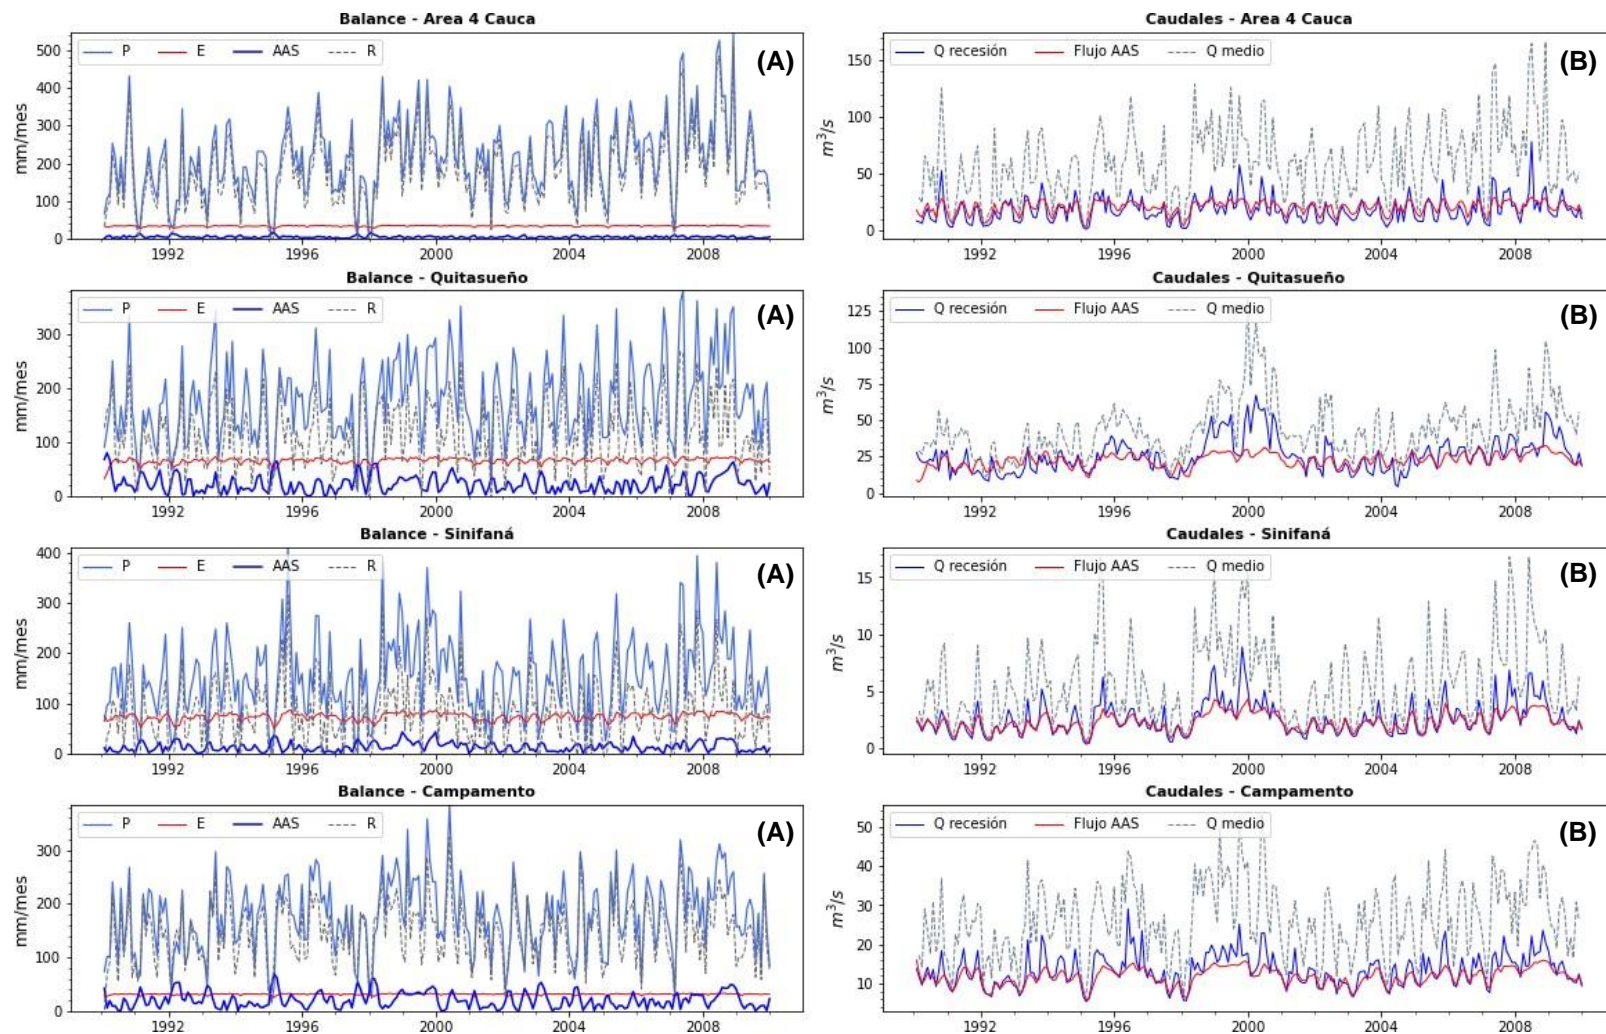 Balance - Area 4 Cauca
P E AAS R
(A)
mm/mes
500
400
300
200
100
0
1992 1996 2000 2004 2008
Caudales - Area 4 Cauca
Q recesión Flujo AAS Q medio
(B)
m³/s
150
100
50
0
1992 1996 2000 2004 2008
Balance - Quitasueño
P E AAS R
(A)
mm/mes
300
200
100
0
1992 1996 2000 2004 2008
Caudales - Quitasueño
Q recesión Flujo AAS Q medio
(B)
m³/s
125
100
75
50
25
0
1992 1996 2000 2004 2008
Balance - Sinifaná
P E AAS R
(A)
mm/mes
400
300
200
100
0
1992 1996 2000 2004 2008
Caudales - Sinifaná
Q recesión Flujo AAS Q medio
(B)
m³/s
15
10
5
0
1992 1996 2000 2004 2008
Balance - Campamento
P E AAS R
(A)
mm/mes
300
200
100
0
1992 1996 2000 2004 2008
Caudales - Campamento
Q recesión Flujo AAS Q medio
(B)
m³/s
50
40
30
20
10
1992 1996 2000 2004 2008